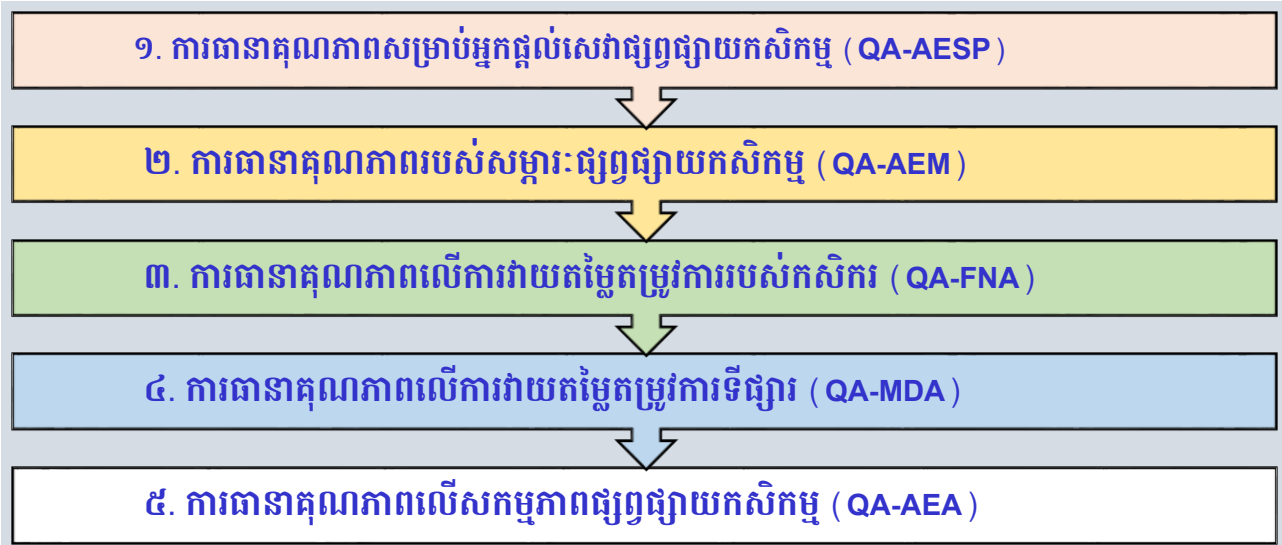 ១. ការធានាគុណភាពសម្រាប់អ្នកផ្តល់សេវាផ្សព្វផ្សាយកសិកម្ម (QA-AESP)
២. ការធានាគុណភាពរបស់សម្ភារៈផ្សព្វផ្សាយកសិកម្ម (QA-AEM)
៣. ការធានាគុណភាពលើការវាយតម្លៃតម្រូវការរបស់កសិករ (QA-FNA)
៤. ការធានាគុណភាពលើការវាយតម្លៃតម្រូវការទីផ្សារ (QA-MDA)
៥. ការធានាគុណភាពលើសកម្មភាពផ្សព្វផ្សាយកសិកម្ម (QA-AEA)